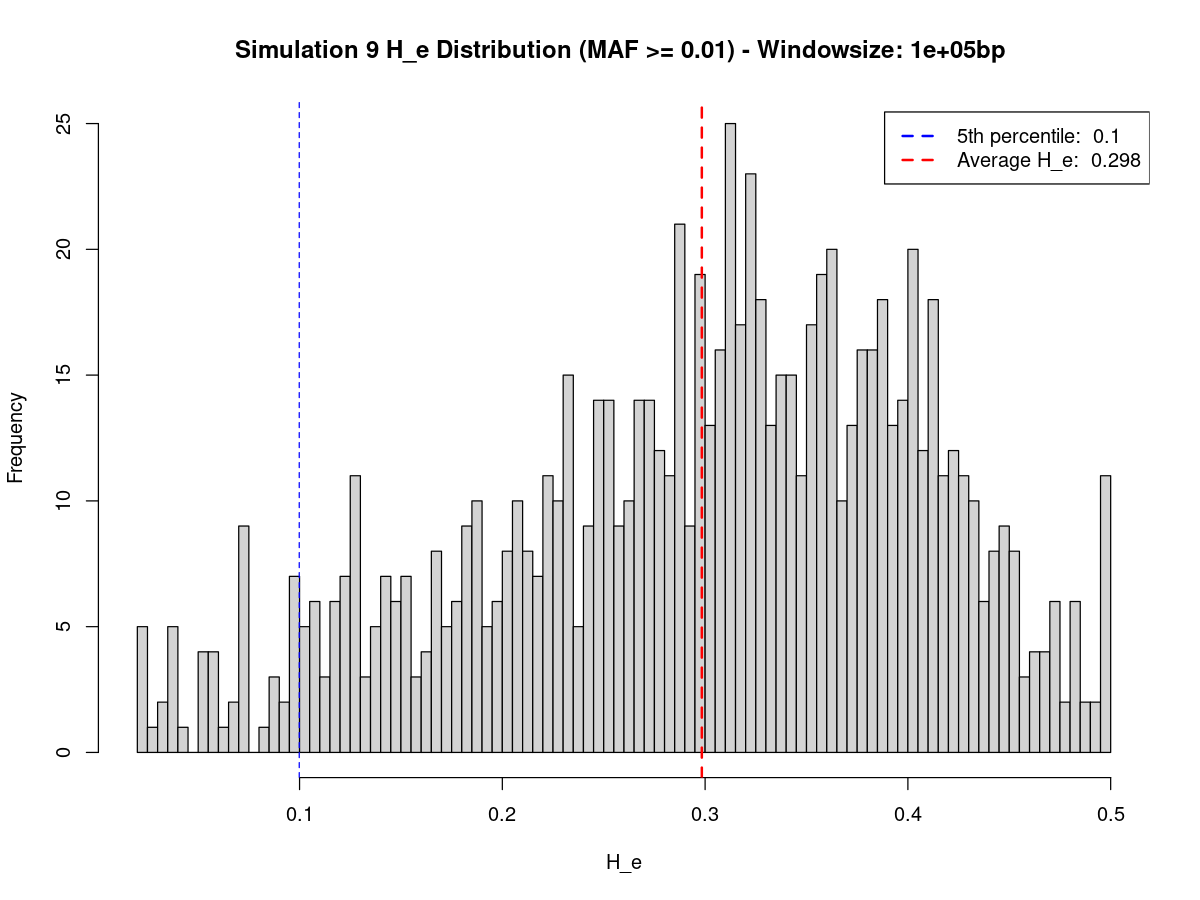 Simulation 9 H_e Distribution (MAF >= 0.01) - Windowsize: 1e+05bp
5th percentile:  0.1
Average H_e:  0.298
Frequency
25
20
15
10
5
0
0.1 0.2 0.3 0.4 0.5
H_e